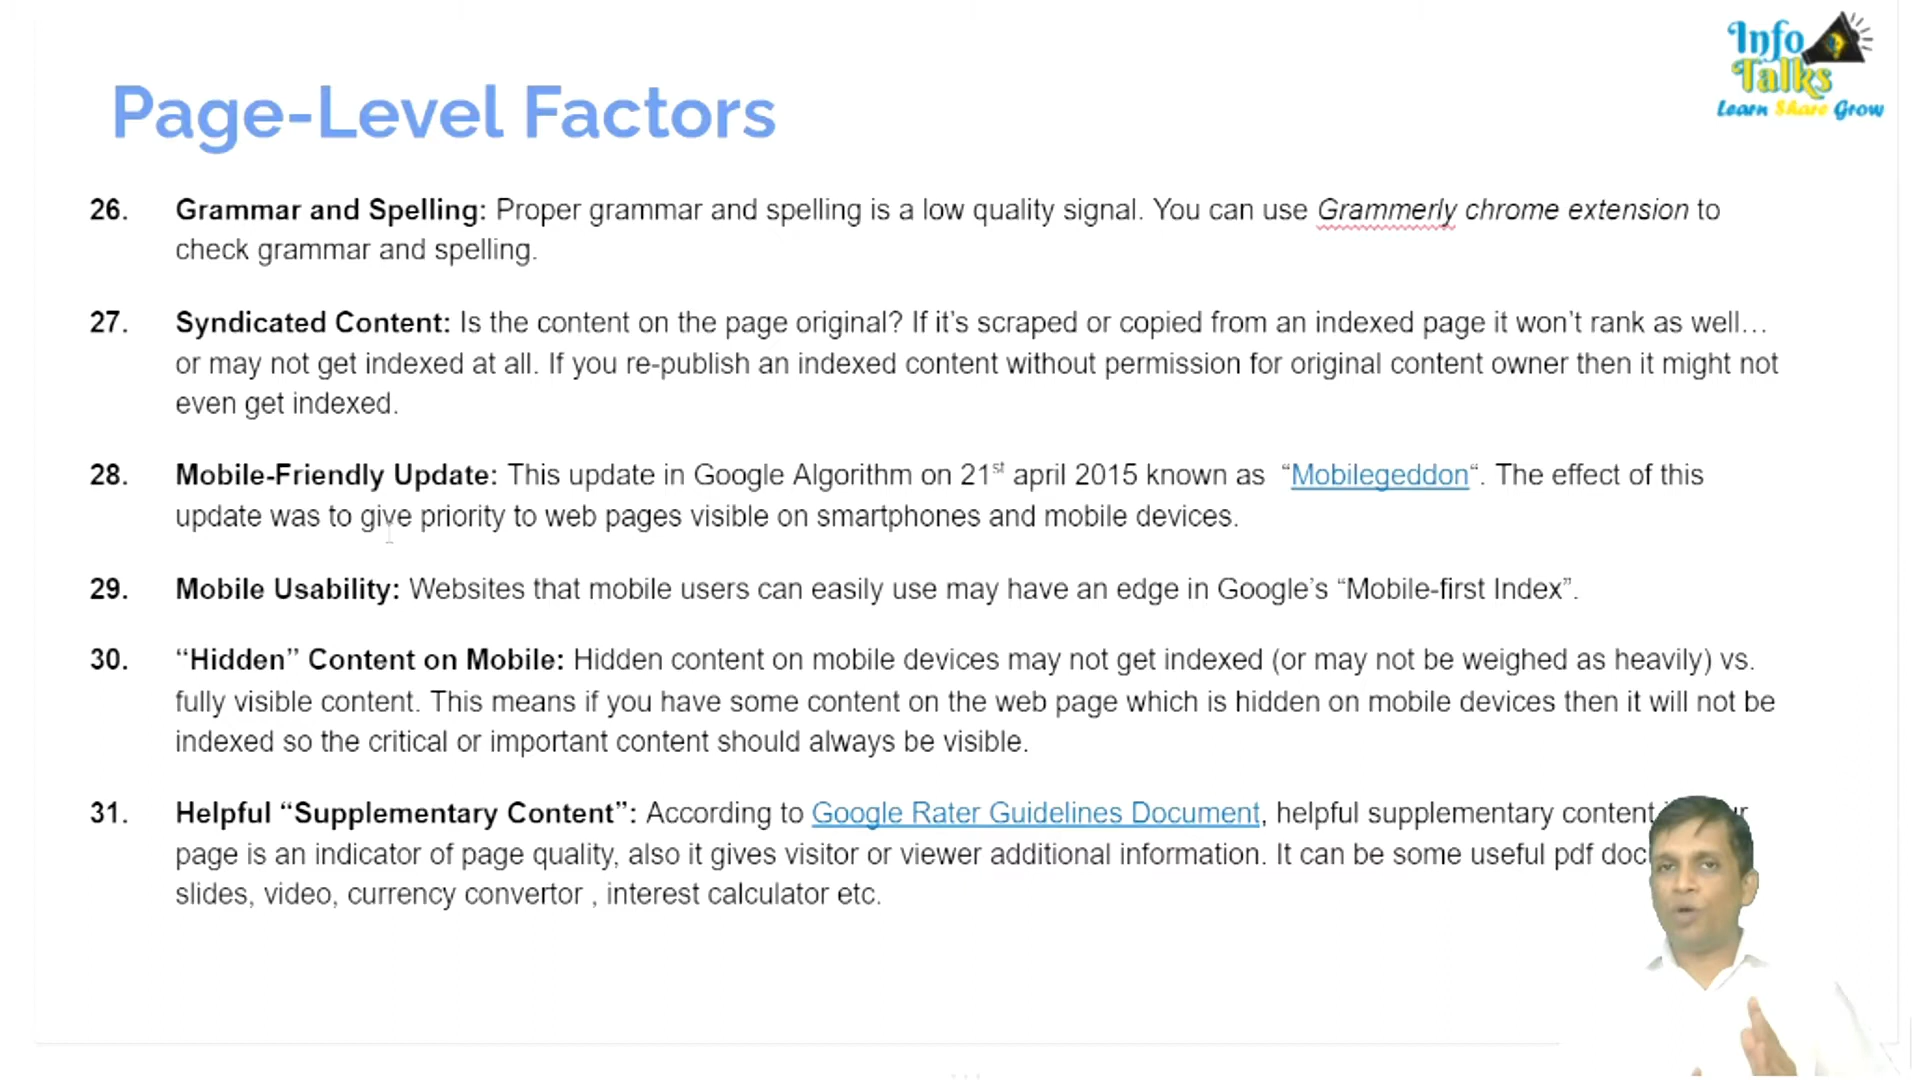 Info
Talks
Learn Share Grow
Page-Level Factors
26. Grammar and Spelling: Proper grammar and spelling is a low quality signal. You can use Grammerly chrome extension to
check grammar and spelling.
27. Syndicated Content: Is the content on the page original? If it’s scraped or copied from an indexed page it won’t rank as well…
or may not get indexed at all. If you re-publish an indexed content without permission for original content owner then it might not
even get indexed.
28. Mobile-Friendly Update: This update in Google Algorithm on 21st april 2015 known as “Mobilegeddon“. The effect of this
update was to give priority to web pages visible on smartphones and mobile devices.
29. Mobile Usability: Websites that mobile users can easily use may have an edge in Google’s “Mobile-first Index”.
30. “Hidden” Content on Mobile: Hidden content on mobile devices may not get indexed (or may not be weighed as heavily) vs.
fully visible content. This means if you have some content on the web page which is hidden on mobile devices then it will not be
indexed so the critical or important content should always be visible.
31. Helpful “Supplementary Content”: According to Google Rater Guidelines Document, helpful supplementary content
page is an indicator of page quality, also it gives visitor or viewer additional information. It can be some useful pdf
slides, video, currency convertor , interest calculator etc.